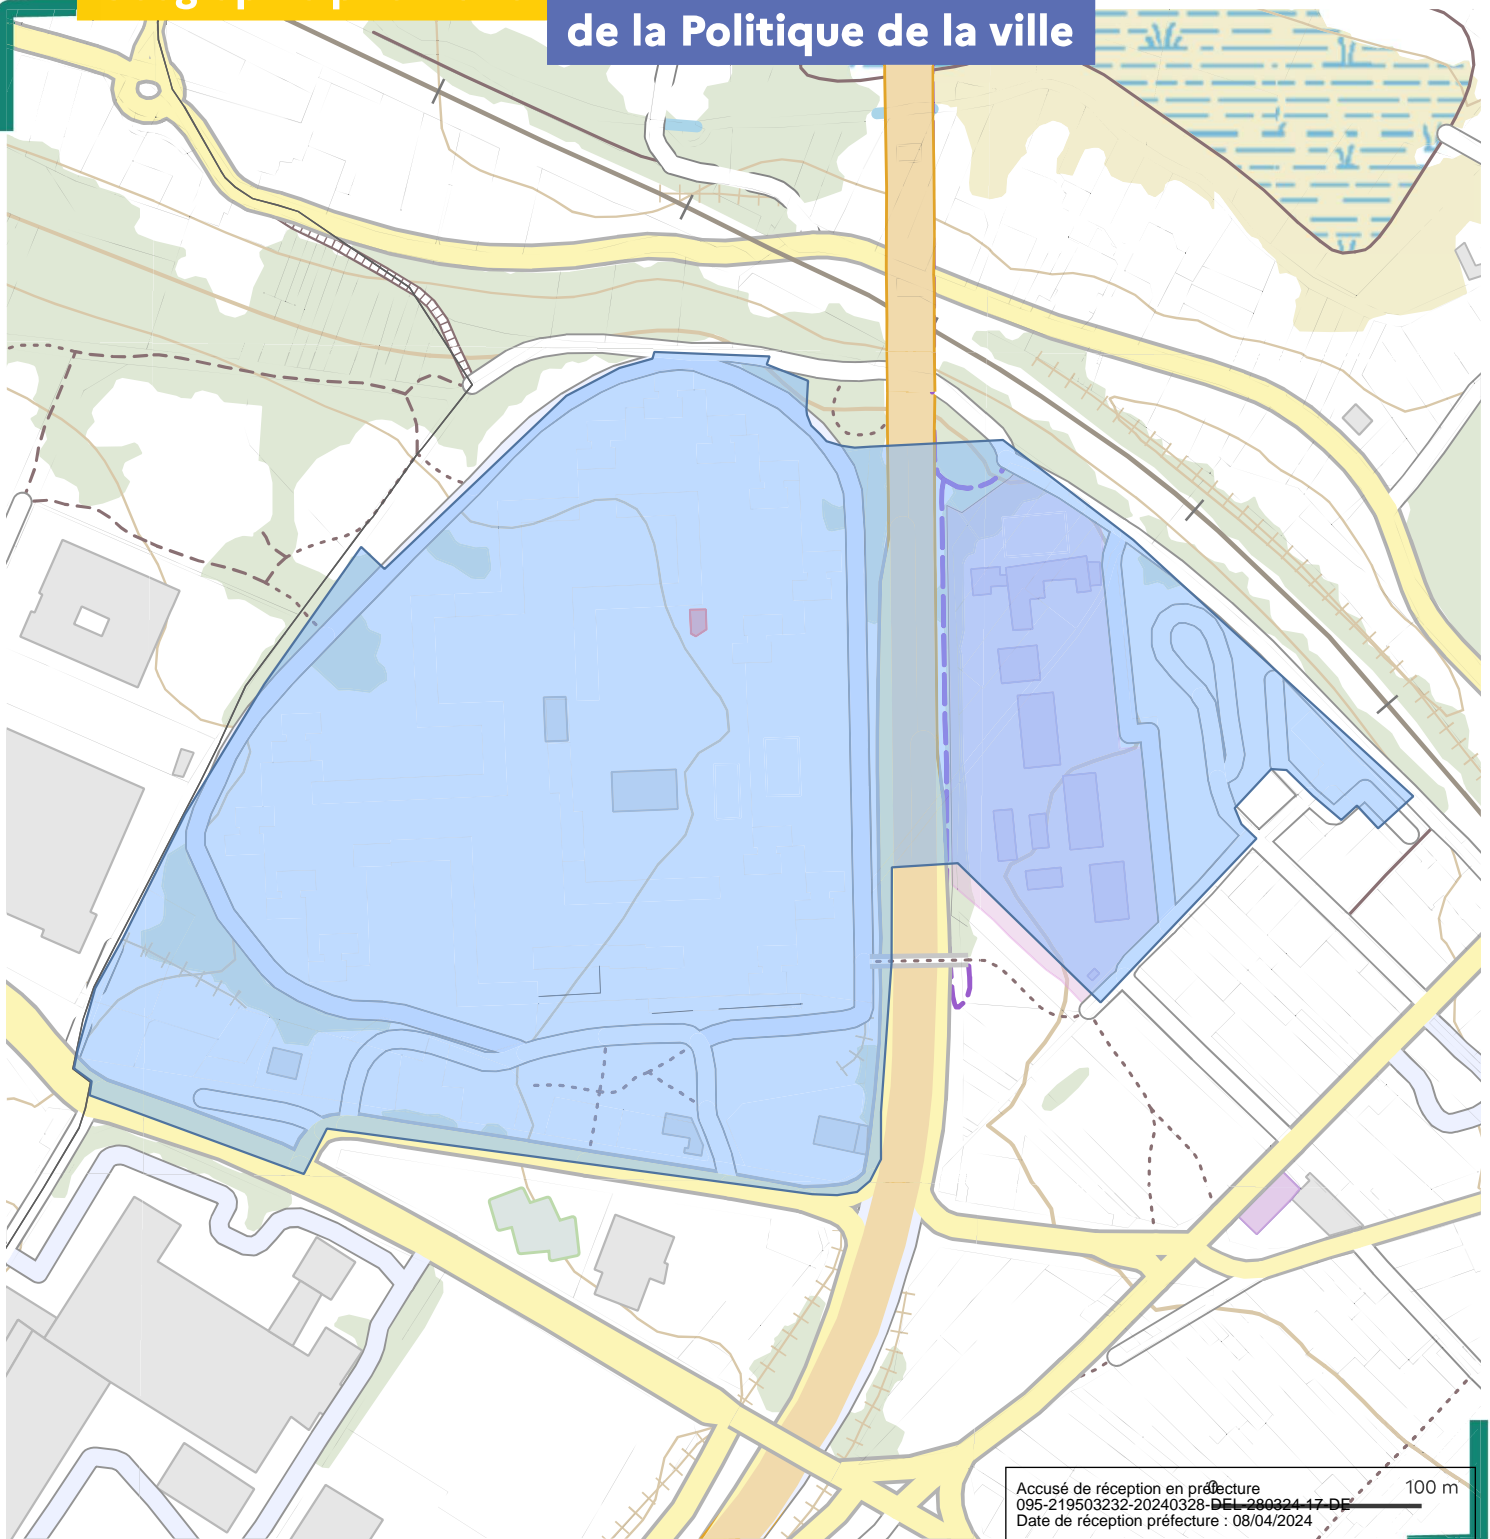 de la Politique de la ville
Accusé de réception en préfecture
0
100 m
095-219503232-20240328-DEL-280324-17-DE
Date de réception préfecture : 08/04/2024